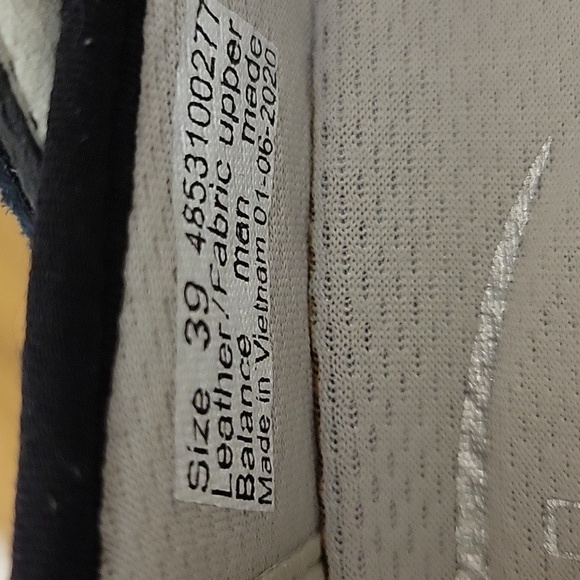 Size 39 4853100277
Leather/Fabric upper
Balance man made
Made in Vietnam 01-06-2020